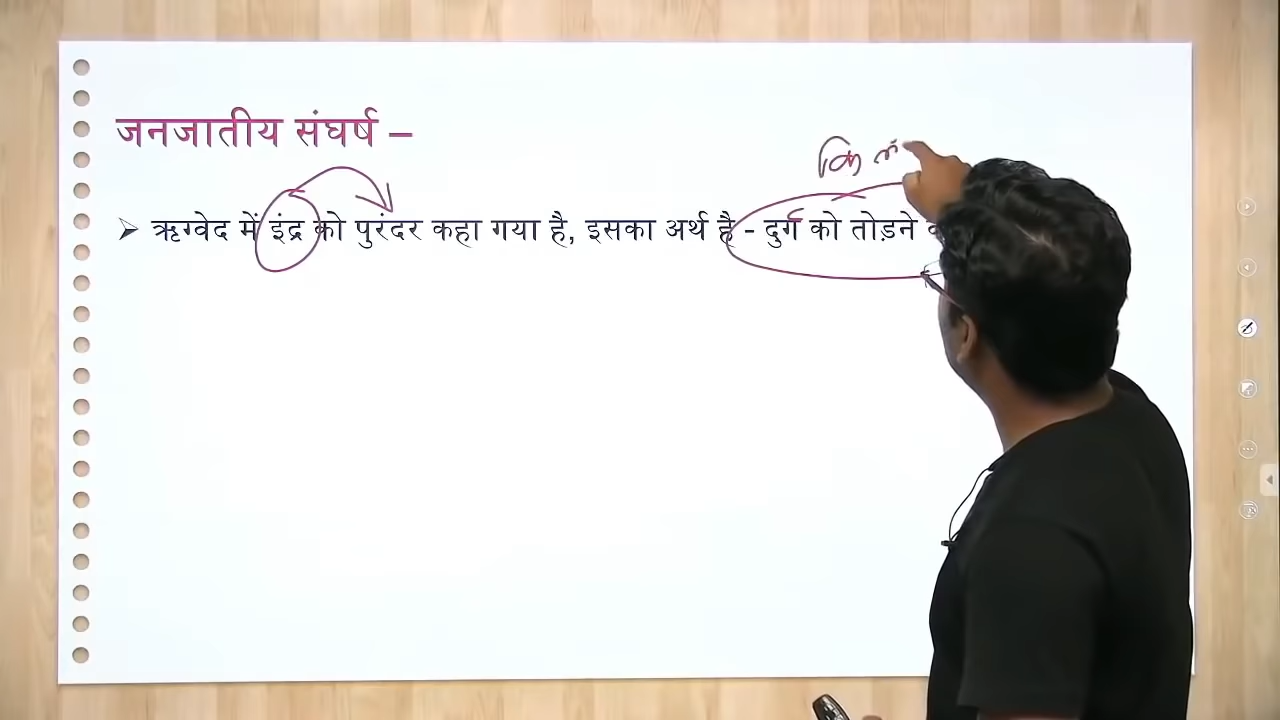 जनजातीय संघर्ष –
➢ ऋग्वेद में इंद्र को पुरंदर कहा गया है, इसका अर्थ है - दुर्ग को तोड़ने